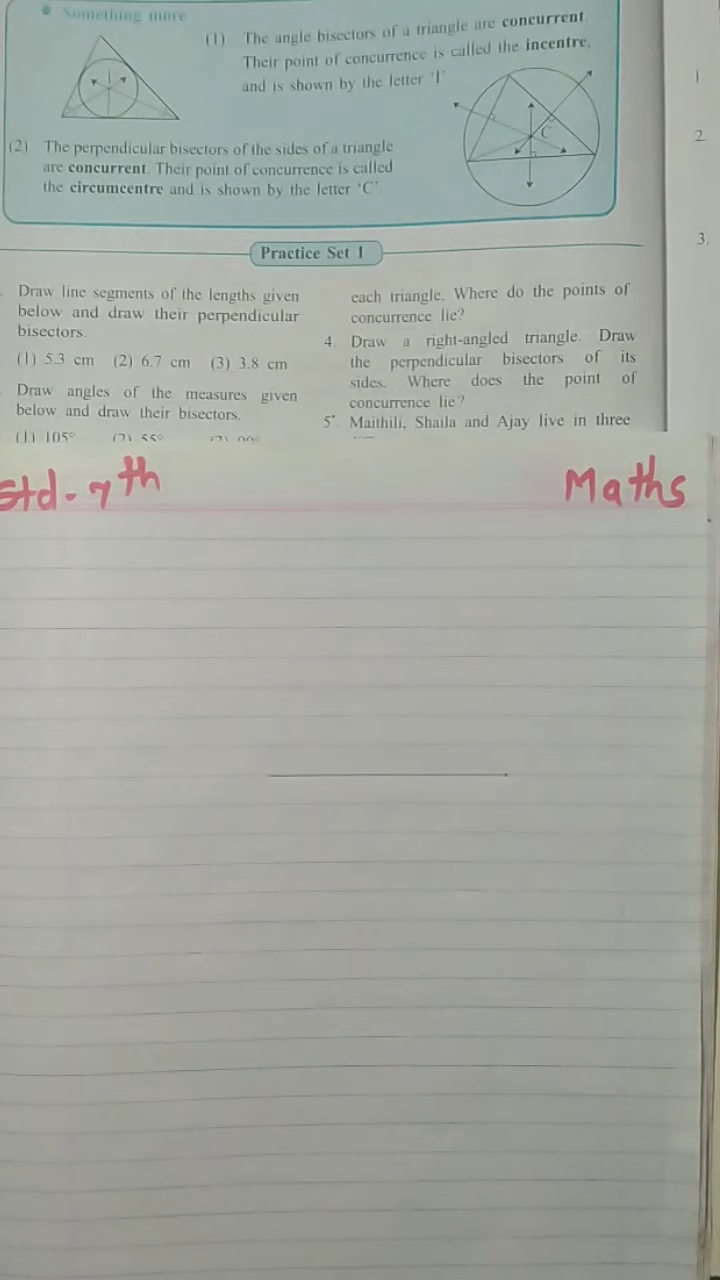 • Something more
(1) The angle bisectors of a triangle are concurrent.
Their point of concurrence is called the incentre,
and is shown by the letter 'I'
(2) The perpendicular bisectors of the sides of a triangle
are concurrent. Their point of concurrence is called
the circumcentre and is shown by the letter 'C'.
C
1
2.
3.
Practice Set 1
Draw line segments of the lengths given
below and draw their perpendicular
bisectors.
(1) 5.3 cm (2) 6.7 cm (3) 3.8 cm
Draw angles of the measures given
below and draw their bisectors.
(1) 105°
each triangle. Where do the points of
concurrence lie?
4. Draw a right-angled triangle. Draw
the perpendicular bisectors of its
sides. Where does the point of
concurrence lie?
5*. Maithili, Shaila and Ajay live in three
Std-7th
Maths